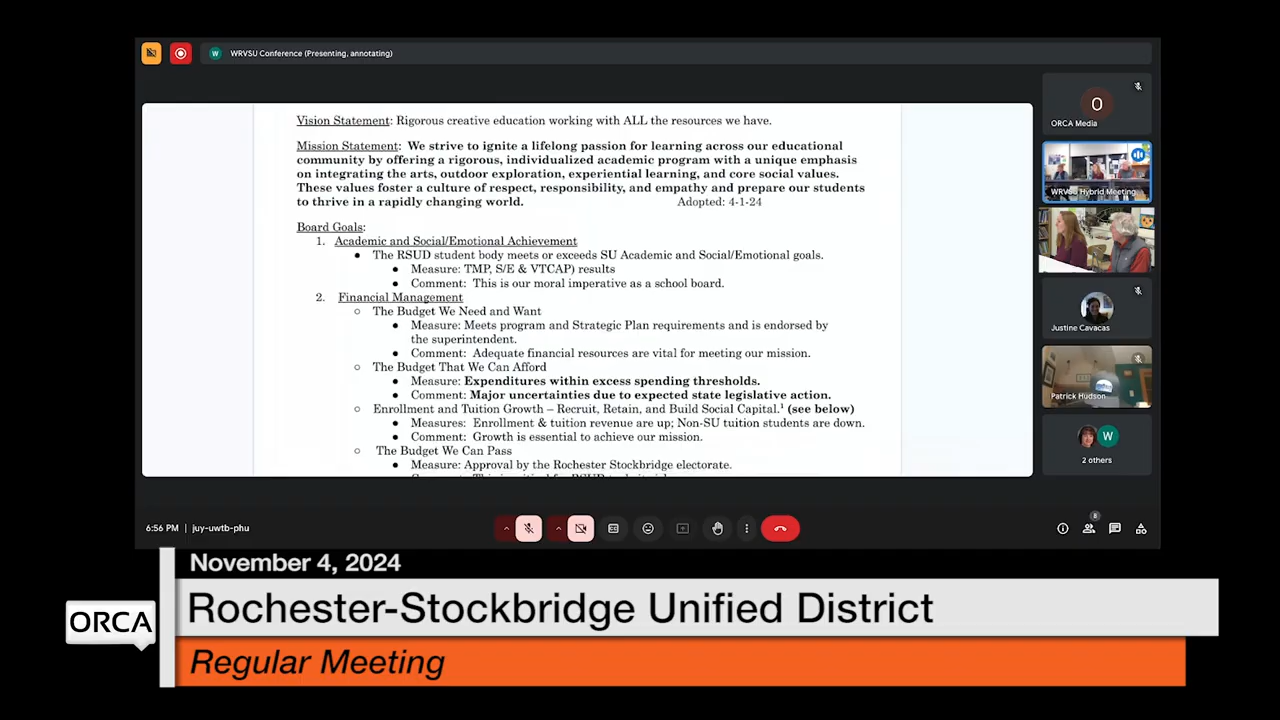 W WRVSU Conference (Presenting, annotating)
Vision Statement: Rigorous creative education working with ALL the resources we have.
Mission Statement: We strive to ignite a lifelong passion for learning across our educational
community by offering a rigorous, individualized academic program with a unique emphasis
on integrating the arts, outdoor exploration, experiential learning, and core social values.
These values foster a culture of respect, responsibility, and empathy and prepare our students
to thrive in a rapidly changing world. Adopted: 4-1-24
Board Goals:
1. Academic and Social/Emotional Achievement
• The RSUD student body meets or exceeds SU Academic and Social/Emotional goals.
• Measure: TMP, S/E & VTCAP) results
• Comment: This is our moral imperative as a school board.
2. Financial Management
○ The Budget We Need and Want
• Measure: Meets program and Strategic Plan requirements and is endorsed by
the superintendent.
• Comment: Adequate financial resources are vital for meeting our mission.
○ The Budget That We Can Afford
• Measure: Expenditures within excess spending thresholds.
• Comment: Major uncertainties due to expected state legislative action.
○ Enrollment and Tuition Growth – Recruit, Retain, and Build Social Capital.¹ (see below)
• Measures: Enrollment & tuition revenue are up; Non-SU tuition students are down.
• Comment: Growth is essential to achieve our mission.
○ The Budget We Can Pass
• Measure: Approval by the Rochester Stockbridge electorate.
O
ORCA Media
WRVSU Hybrid Meeting
Justine Cavacas
Patrick Hudson
W
2 others
6:56 PM | juy-uwtb-phu
8
November 4, 2024
ORCA
Rochester-Stockbridge Unified District
Regular Meeting